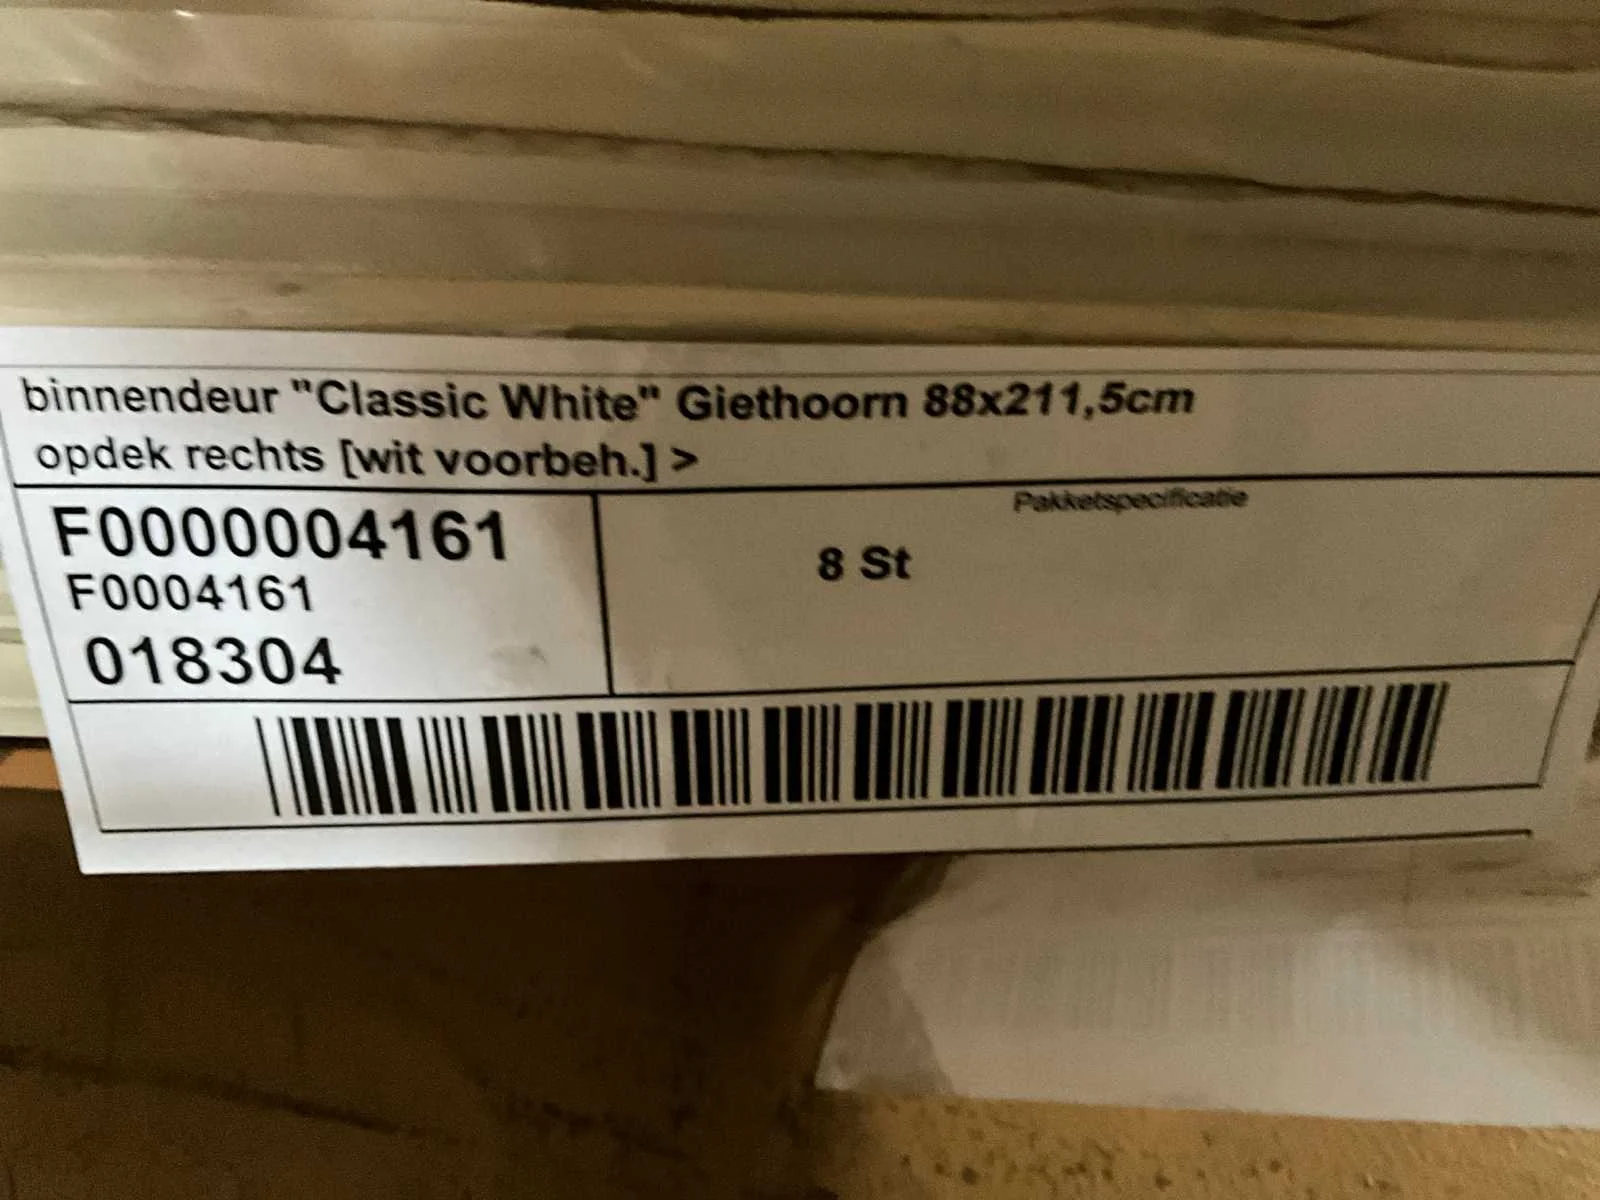 binnendeur "Classic White" Giethoorn 88x211,5cm
opdek rechts [wit voorbeh.] >
F0000004161
F0004161
018304
Pakketspecificatie
8 St